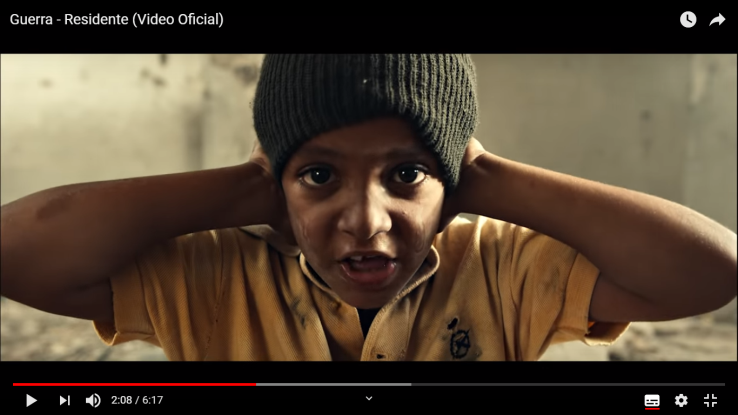 Guerra - Residente (Video Oficial)
2:08 / 6:17